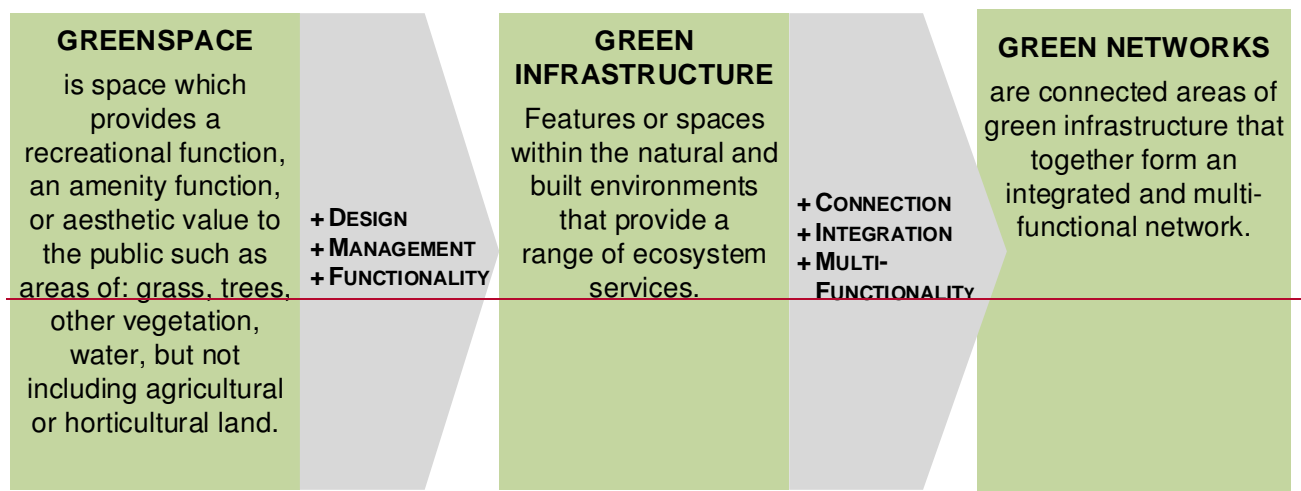 GREENSPACE
is space which
provides a
recreational function,
an amenity function,
or aesthetic value to
the public such as
areas of: grass, trees,
other vegetation,
water, but not
including agricultural
or horticultural land.
+ DESIGN
+ MANAGEMENT
+ FUNCTIONALITY
GREEN
INFRASTRUCTURE
Features or spaces
within the natural and
built environments
that provide a
range of ecosystem
services.
+ CONNECTION
+ INTEGRATION
+ MULTI-
FUNCTIONALITY
GREEN NETWORKS
are connected areas of
green infrastructure that
together form an
integrated and multi-
functional network.